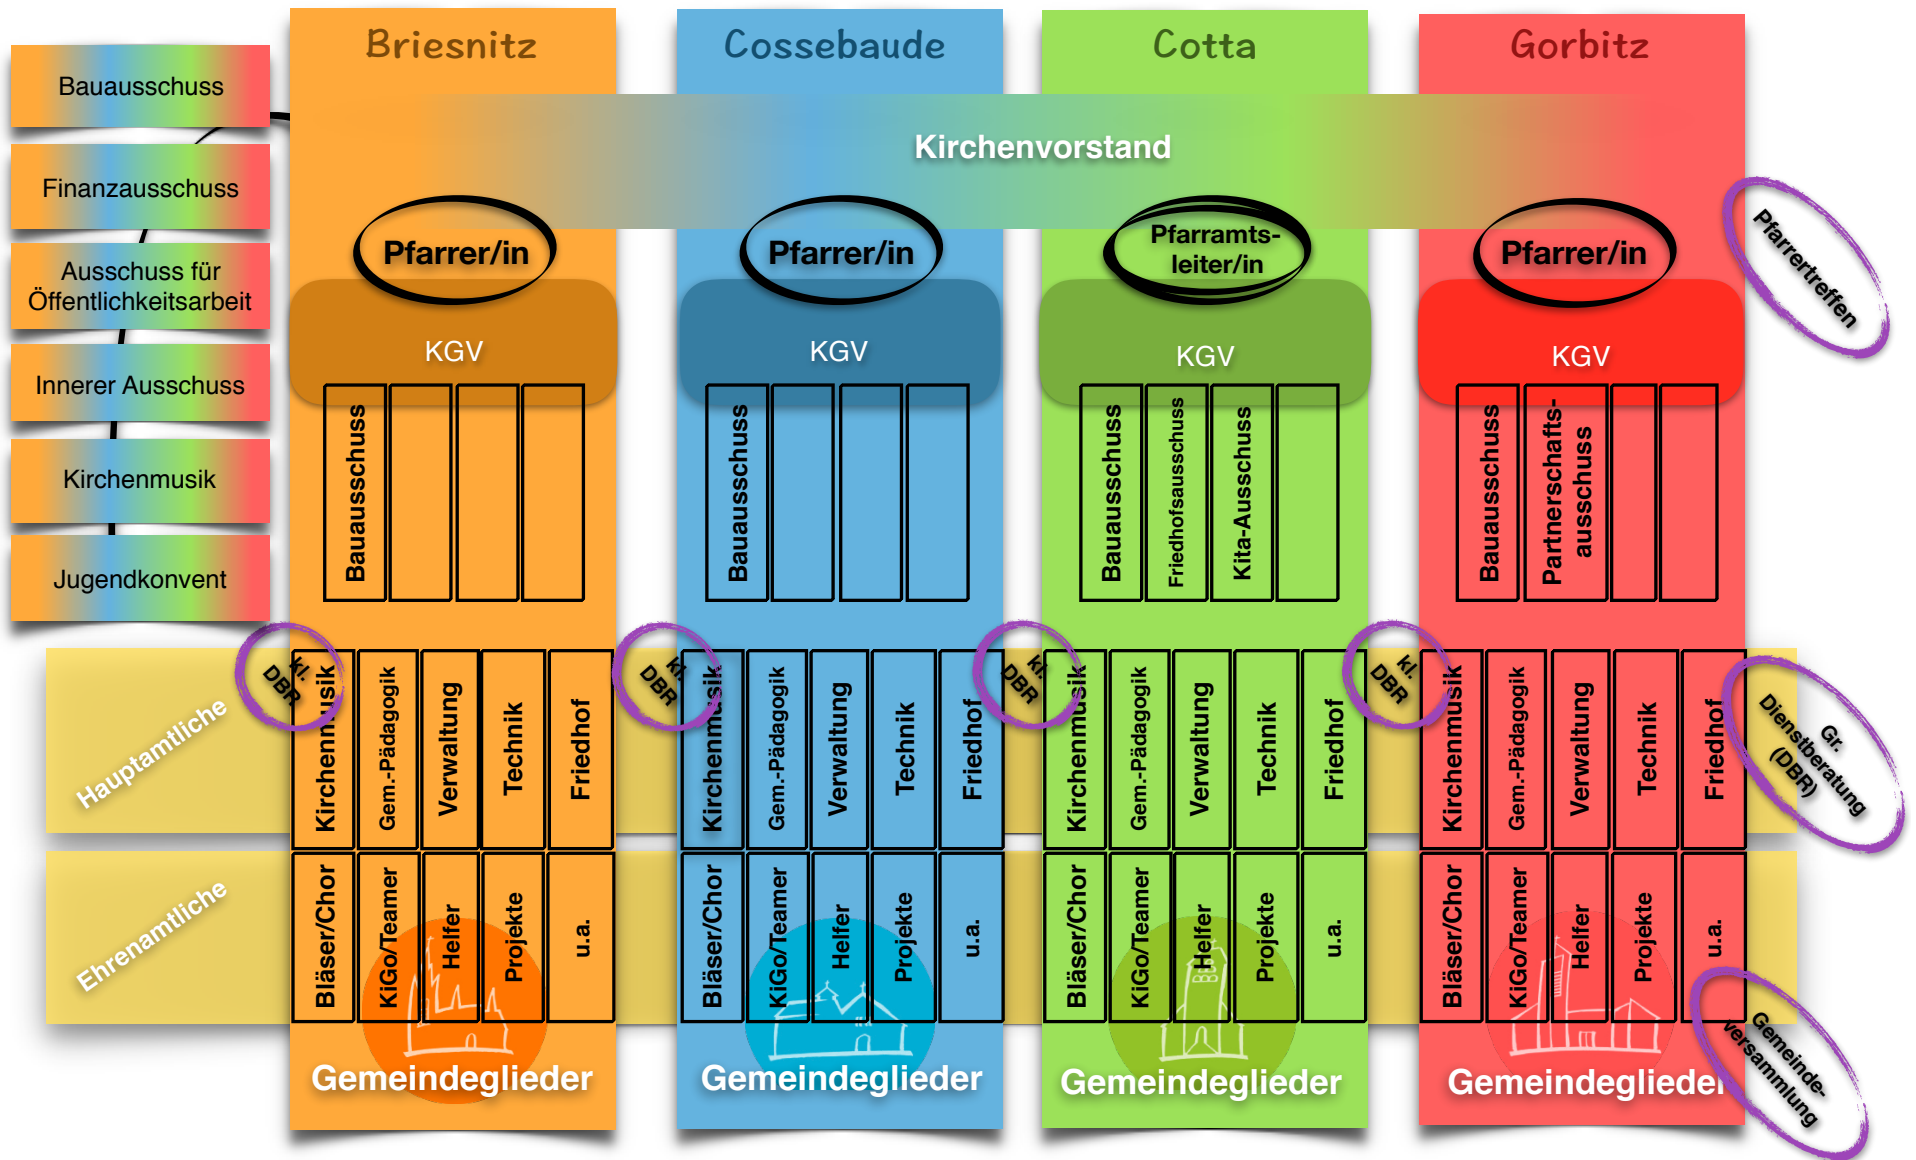 Briesnitz
Cossebaude
Cotta
Gorbitz
Bauausschuss
Finanzausschuss
Ausschuss für
Öffentlichkeitsarbeit
Innerer Ausschuss
Kirchenmusik
Jugendkonvent
Kirchenvorstand
Pfarrer/in
Pfarrer/in
Pfarramts-
leiter/in
Pfarrer/in
Pfarrertreffen
KGV
KGV
KGV
KGV
Bauausschuss
Bauausschuss
Bauausschuss
Friedhofsausschuss
Kita-Ausschuss
Bauausschuss
Partnerschafts-
ausschuss
Hauptamtliche
kl.
DBR
Kirchenmusik
Gem.-Pädagogik
Verwaltung
Technik
Friedhof
kl.
DBR
Kirchenmusik
Gem.-Pädagogik
Verwaltung
Technik
Friedhof
kl.
DBR
Kirchenmusik
Gem.-Pädagogik
Verwaltung
Technik
Friedhof
kl.
DBR
Kirchenmusik
Gem.-Pädagogik
Verwaltung
Technik
Friedhof
Gr.
Dienstberatung
(DBR)
Ehrenamtliche
Bläser/Chor
KiGo/Teamer
Helfer
Projekte
u.a.
Bläser/Chor
KiGo/Teamer
Helfer
Projekte
u.a.
Bläser/Chor
KiGo/Teamer
Helfer
Projekte
u.a.
Bläser/Chor
KiGo/Teamer
Helfer
Projekte
u.a.
Gemeindeglieder
Gemeindeglieder
Gemeindeglieder
Gemeindeglieder
Gemeinde-
versammlung